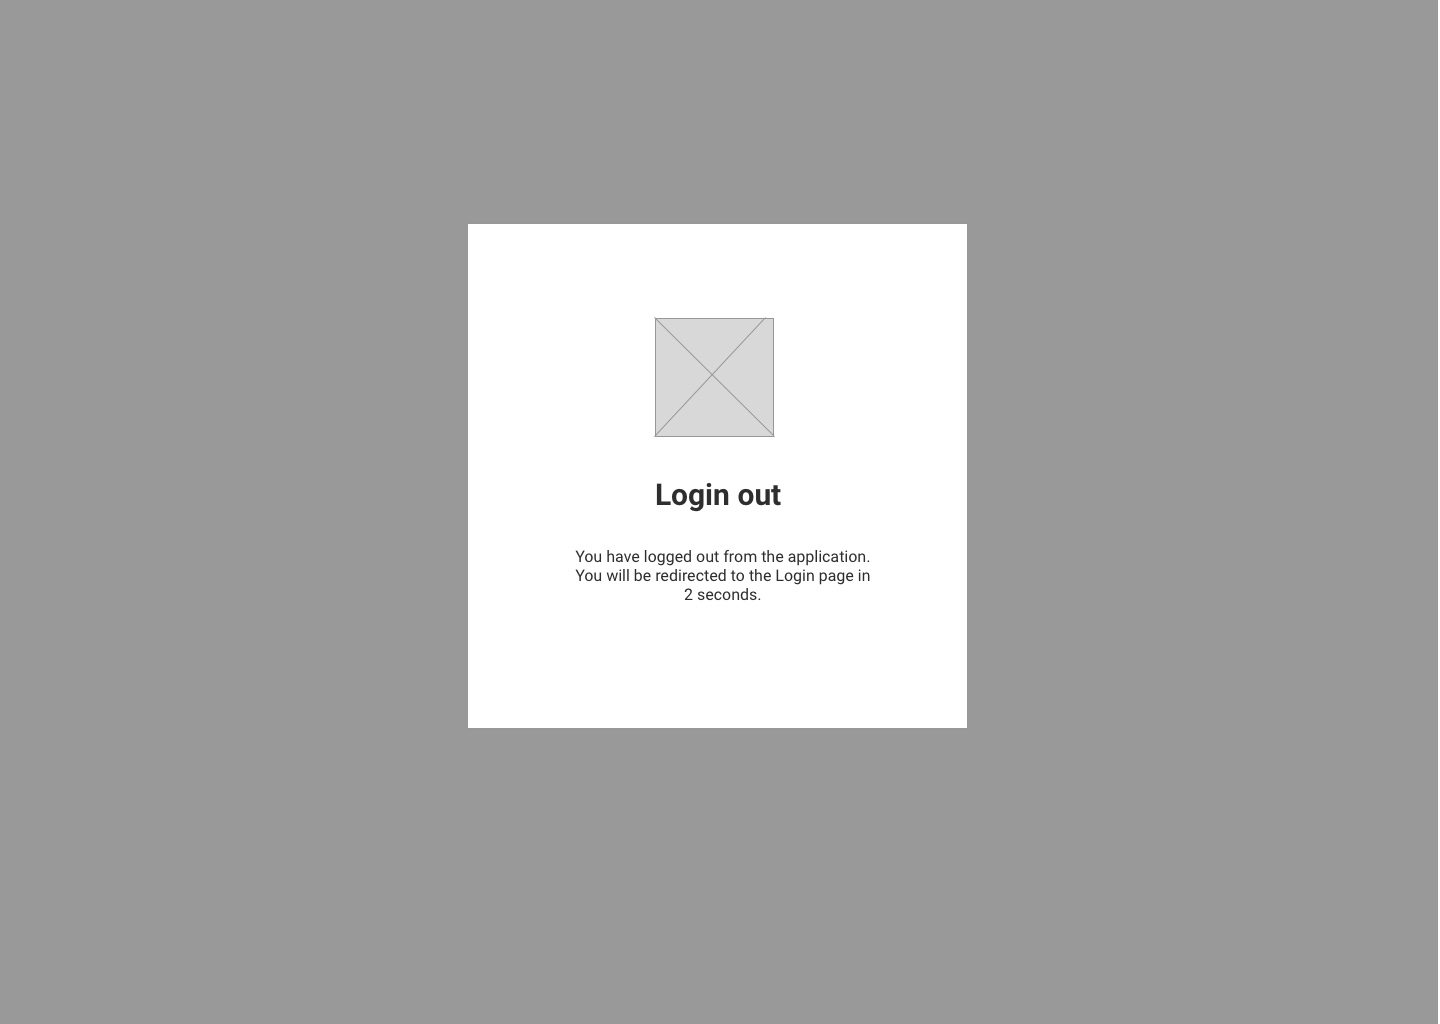 Login out
You have logged out from the application.
You will be redirected to the Login page in
2 seconds.